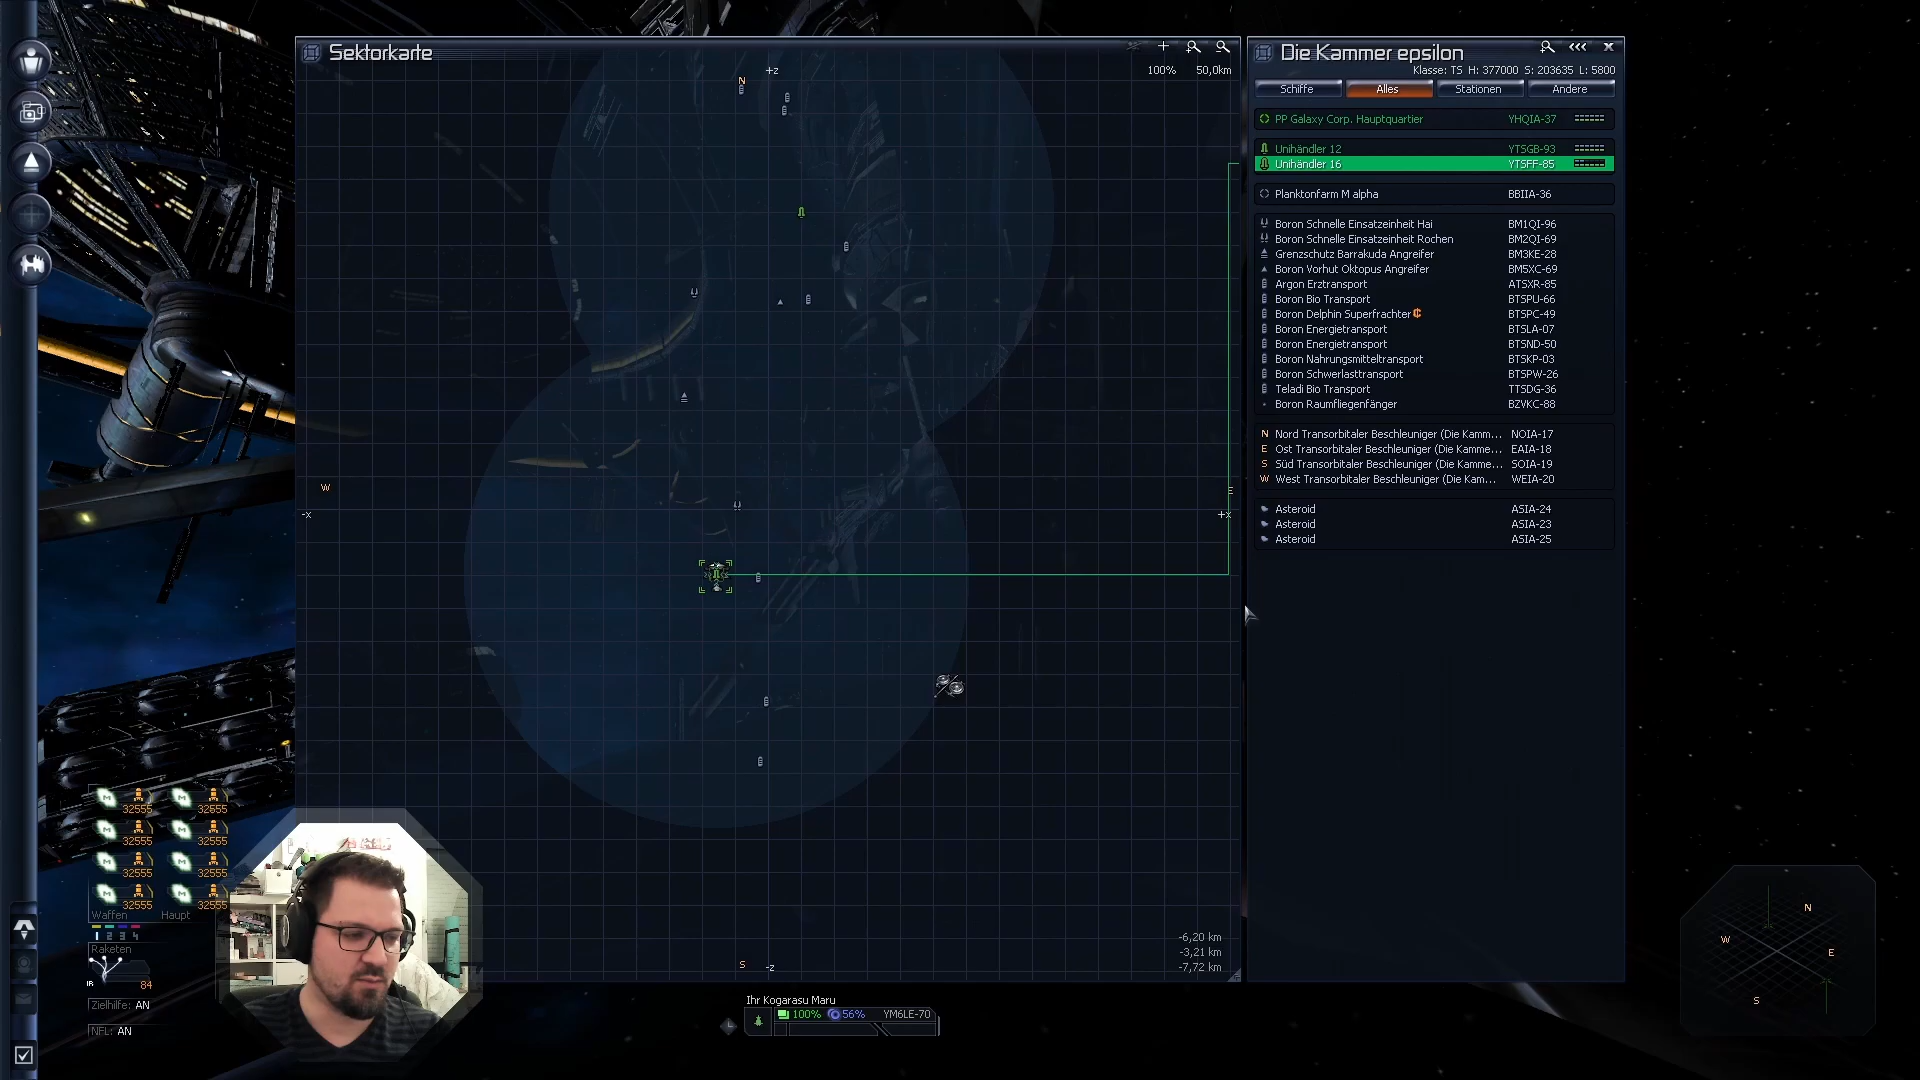 Sektorkarte
100% 50,0km
+z
N
W
-x
E
+x
-6,20 km
-3,21 km
-7,72 km
S
-z
Die Kammer epsilon
Klasse: TS H: 377000 S: 203635 L: 5800
Schiffe Alles Stationen Andere
PP Galaxy Corp. Hauptquartier YHQIA-37
Unihändler 12 YTSGB-93
Unihändler 16 YTSFF-85
Planktonfarm M alpha BBIIA-36
Boron Schnelle Einsatzeinheit Hai BM1QI-96
Boron Schnelle Einsatzeinheit Rochen BM2QI-69
Grenzschutz Barrakuda Angreifer BM3KE-28
Boron Vorhut Oktopus Angreifer BM5XC-69
Argon Erztransport ATSXR-85
Boron Bio Transport BTSPU-66
Boron Delphin Superfrachter BTSPC-49
Boron Energietransport BTSLA-07
Boron Energietransport BTSND-50
Boron Nahrungsmitteltransport BTSKP-03
Boron Schwerlasttransport BTSPW-26
Teladi Bio Transport TTSDG-36
Boron Raumfliegenfänger BZVKC-88
N Nord Transorbitaler Beschleuniger (Die Kamm... NOIA-17
E Ost Transorbitaler Beschleuniger (Die Kamme... EAIA-18
S Süd Transorbitaler Beschleuniger (Die Kamme... SOIA-19
W West Transorbitaler Beschleuniger (Die Kam... WEIA-20
Asteroid ASIA-24
Asteroid ASIA-23
Asteroid ASIA-25
M 32555 M 32555
M 32555 M 32555
M 32555 M 32555
M 32555 M 32555
Waffen Haupt
1 2 3 4
Raketen
IR 84
Zielhilfe: AN
NFL: AN
Ihr Kogarasu Maru
L 100% 56% YM6LE-70
N
W
E
S